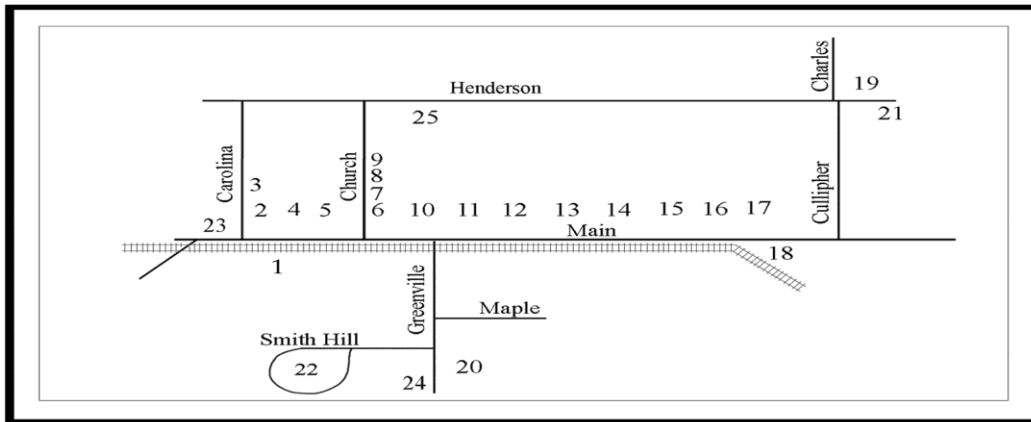 Charles
19
Henderson
25
21
Carolina
Church
Cullipher
9
8
3
7
2 4 5 6 10 11 12 13 14 15 16 17
23
Main
1
18
Greenville
Maple
Smith Hill
22
20
24